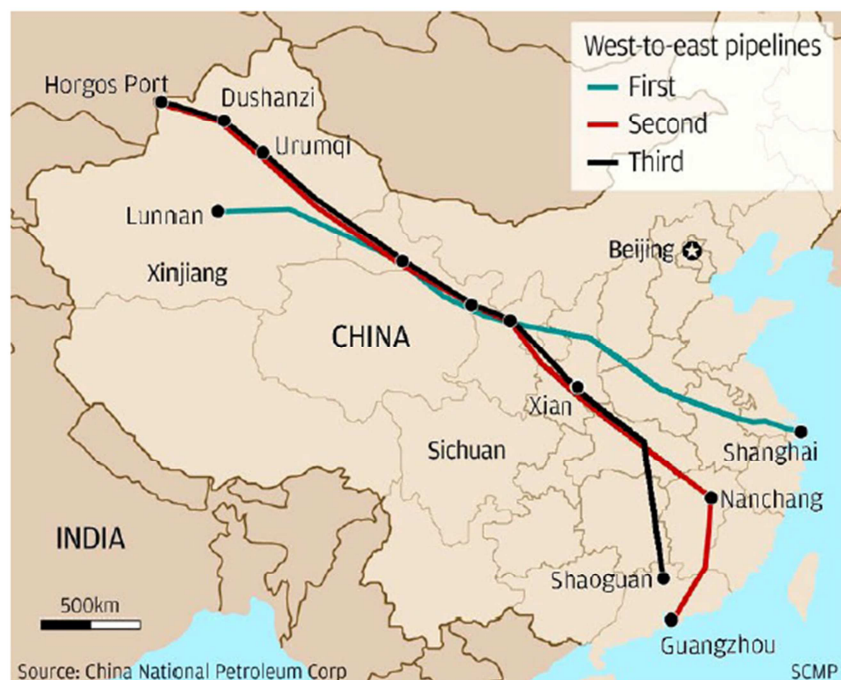 West-to-east pipelines
First
Second
Third
Horgos Port
Dushanzi
Urumqi
Lunnan
Xinjiang
Beijing
CHINA
Xian
Sichuan
Shanghai
Nanchang
INDIA
Shaoguan
500km
Guangzhou
Source: China National Petroleum Corp
SCMP